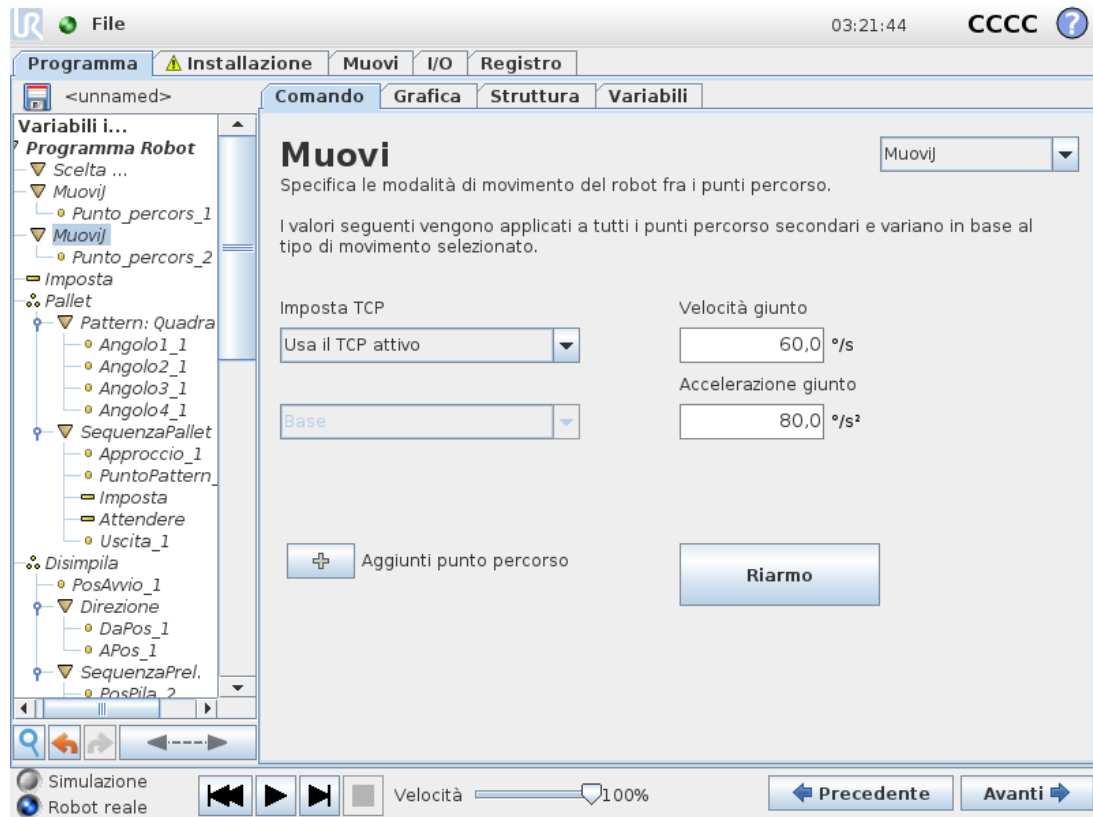 UR File 03:21:44 CCCC ?
Programma Installazione Muovi I/O Registro
<unnamed> Comando Grafica Struttura Variabili
Variabili i...
Programma Robot
Scelta ...
MuoviJ
Punto_percors_1
MuoviJ
Punto_percors_2
Imposta
Pallet
Pattern: Quadra
Angolo1_1
Angolo2_1
Angolo3_1
Angolo4_1
SequenzaPallet
Approccio_1
PuntoPattern_
Imposta
Attendere
Uscita_1
Disimpila
PosAvvio_1
Direzione
DaPos_1
APos_1
SequenzaPrel.
PosPila_2
Muovi MuoviJ
Specifica le modalità di movimento del robot fra i punti percorso.
I valori seguenti vengono applicati a tutti i punti percorso secondari e variano in base al
tipo di movimento selezionato.
Imposta TCP Velocità giunto
Usa il TCP attivo 60,0 °/s
Accelerazione giunto
Base 80,0 °/s²
Aggiunti punto percorso Riarmo
Simulazione
Robot reale
Velocità 100% Precedente Avanti